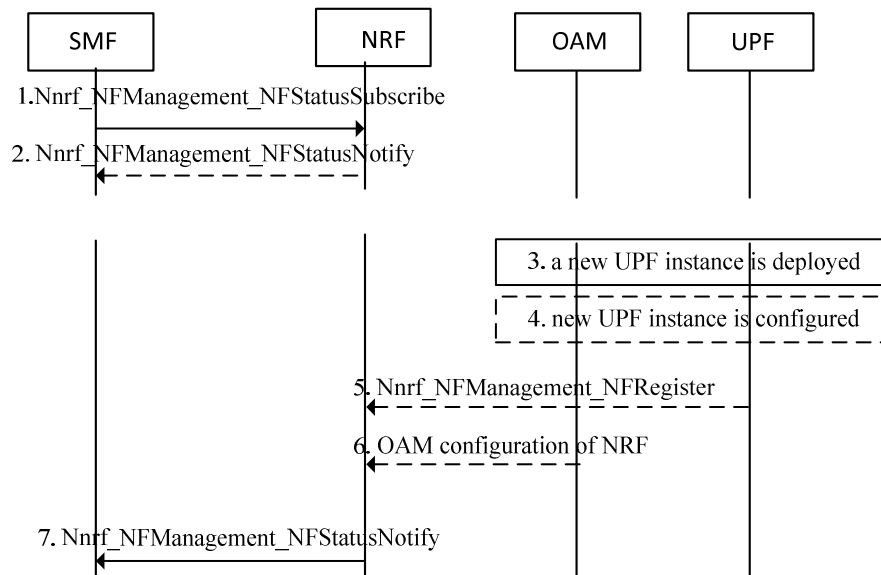 SMF
NRF
OAM
UPF
1.Nnrf_NFManagement_NFStatusSubscribe
2. Nnrf_NFManagement_NFStatusNotify
3. a new UPF instance is deployed
4. new UPF instance is configured
5. Nnrf_NFManagement_NFRegister
6. OAM configuration of NRF
7. Nnrf_NFManagement_NFStatusNotify